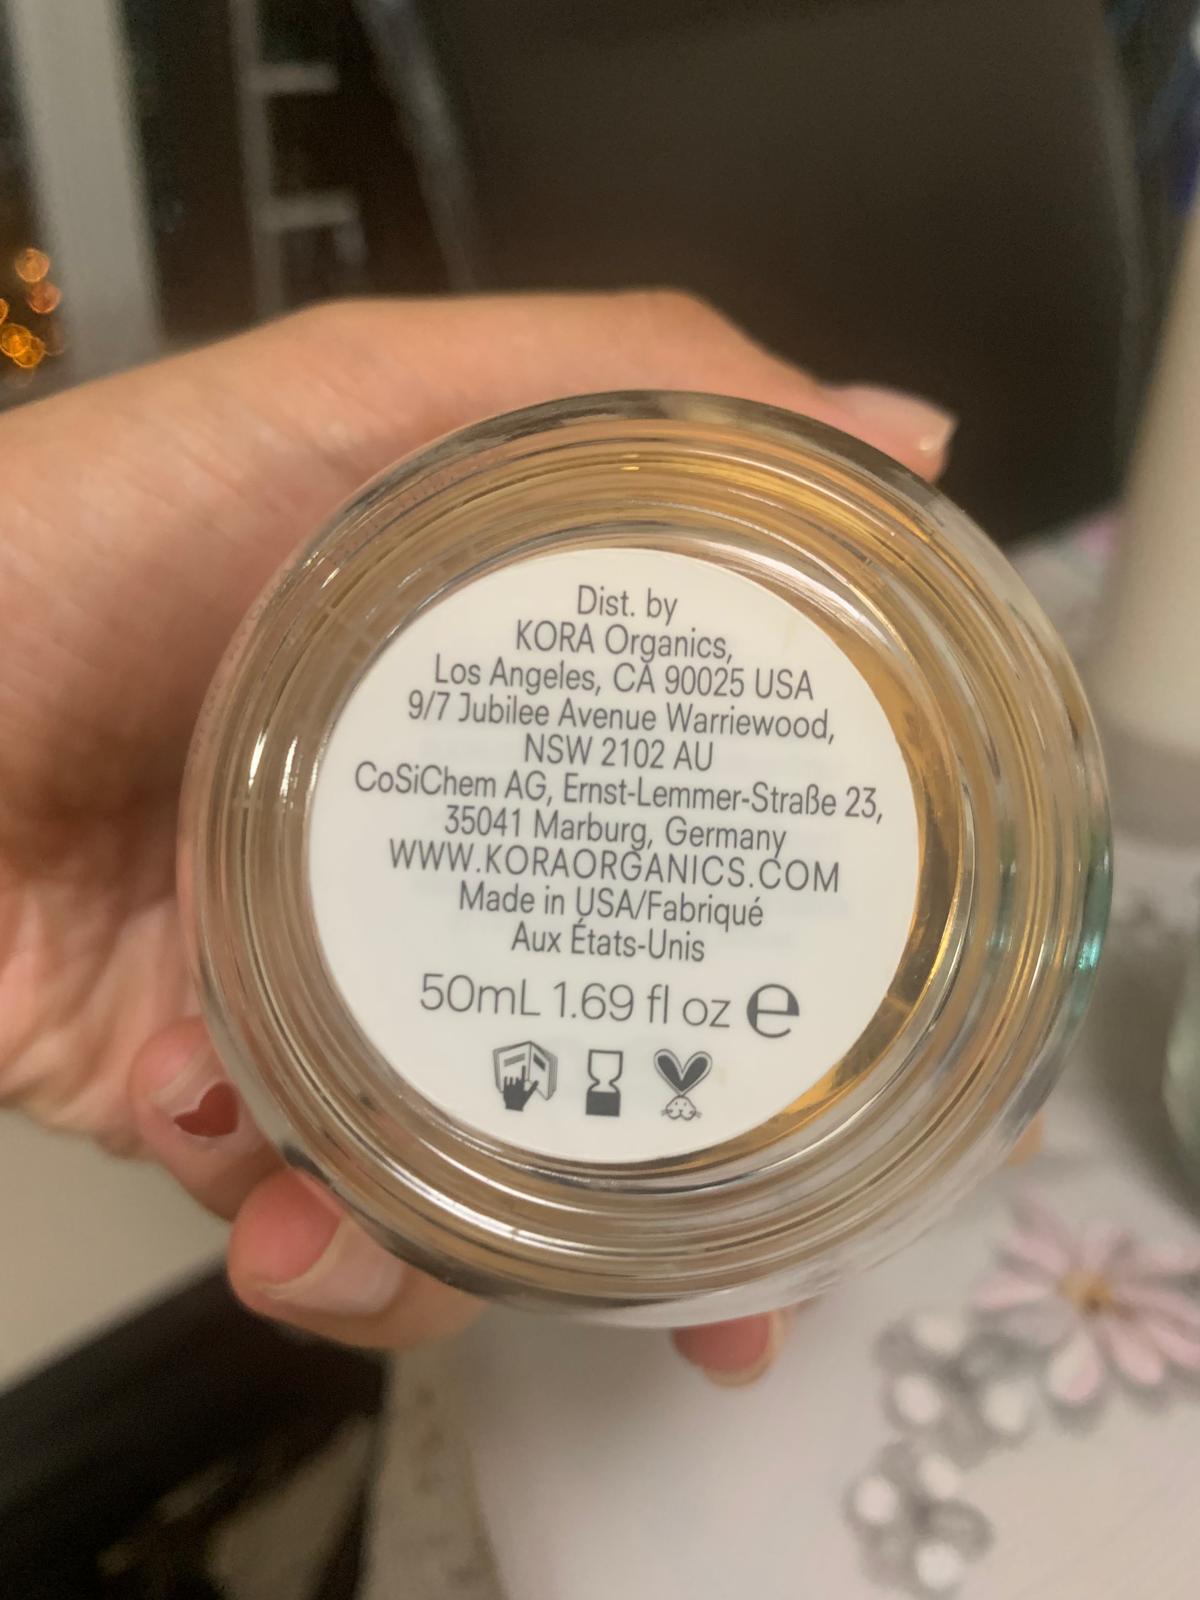 Dist. by
KORA Organics,
Los Angeles, CA 90025 USA
9/7 Jubilee Avenue Warriewood,
NSW 2102 AU
CoSiChem AG, Ernst-Lemmer-Straße 23,
35041 Marburg, Germany
WWW.KORAORGANICS.COM
Made in USA/Fabriqué
Aux États-Unis
50mL 1.69 fl oz e